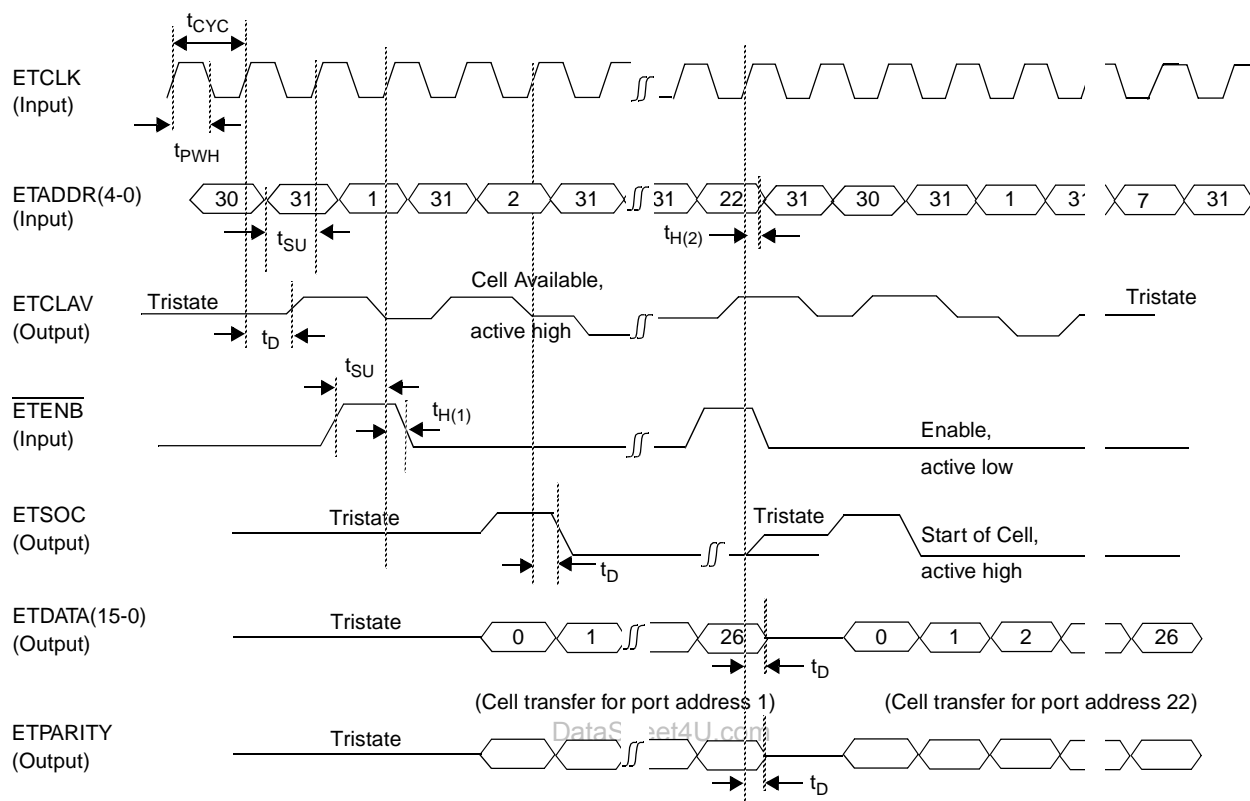 tCYC
ETCLK
(Input)
tPWH
ETADDR(4-0)
(Input)
30 31 1 31 2 31 31 22 31 30 31 1 31 7 31
tSU
tH(2)
ETCLAV
(Output)
Tristate
Cell Available,
active high
Tristate
tD
tSU
ETENB
(Input)
tH(1)
Enable,
active low
ETSOC
(Output)
Tristate
Tristate
Start of Cell,
active high
tD
ETDATA(15-0)
(Output)
Tristate
0 1 26 0 1 2 26
tD
(Cell transfer for port address 1)
(Cell transfer for port address 22)
ETPARITY
(Output)
Tristate
tD